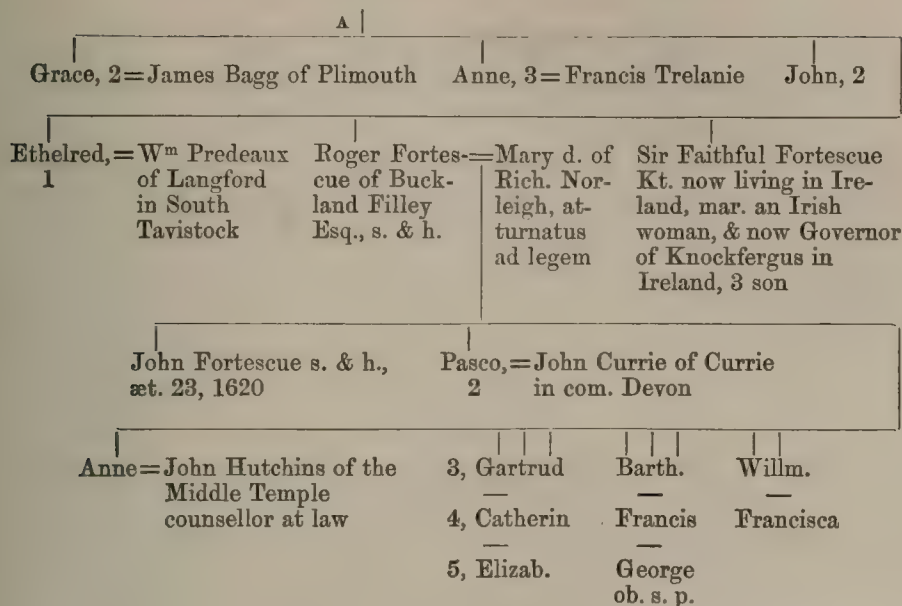 A
Grace, 2=James Bagg of Plimouth Anne, 3=Francis Trelanie John, 2
Ethelred,=Wm Predeaux Roger Fortes-=Mary d. of Sir Faithful Fortescue
1 of Langford cue of Buck- Rich. Nor- Kt. now living in Ire-
in South land Filley leigh, at- land, mar. an Irish
Tavistock Esq., s. & h. turnatus woman, & now Governor
ad legem of Knockfergus in
Ireland, 3 son
John Fortescue s. & h., Pasco,=John Currie of Currie
æt. 23, 1620 2 in com. Devon
Anne=John Hutchins of the 3, Gartrud Barth. Willm.
Middle Temple
counsellor at law 4, Catherin Francis Francisca
5, Elizab. George
ob. s. p.